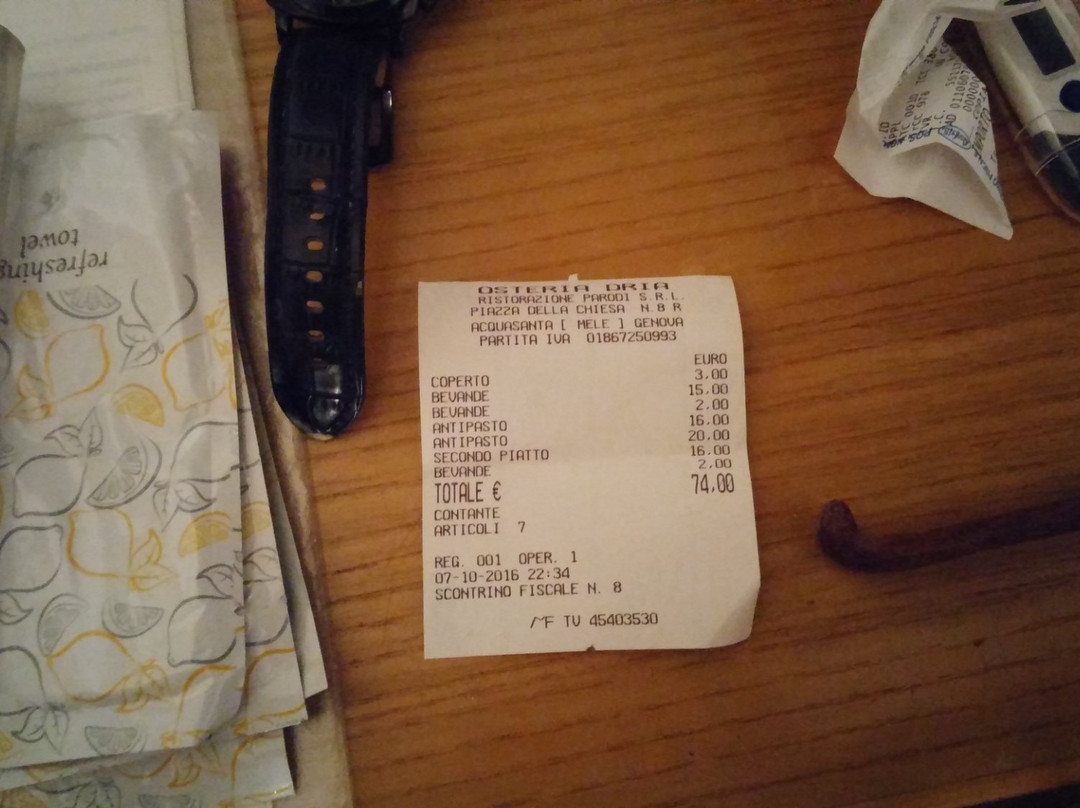 refreshing
towel
OSTERIA DRIA
RISTORAZIONE PARODI S.R.L.
PIAZZA DELLA CHIESA N.8 R
ACQUASANTA [ MELE ] GENOVA
PARTITA IVA 01867250993
EURO
COPERTO 3,00
BEVANDE 15,00
BEVANDE 2,00
ANTIPASTO 16,00
ANTIPASTO 20,00
SECONDO PIATTO 16,00
BEVANDE 2,00
TOTALE € 74,00
CONTANTE
ARTICOLI 7
REG. 001 OPER. 1
07-10-2016 22:34
SCONTRINO FISCALE N. 8
MF TV 45403530